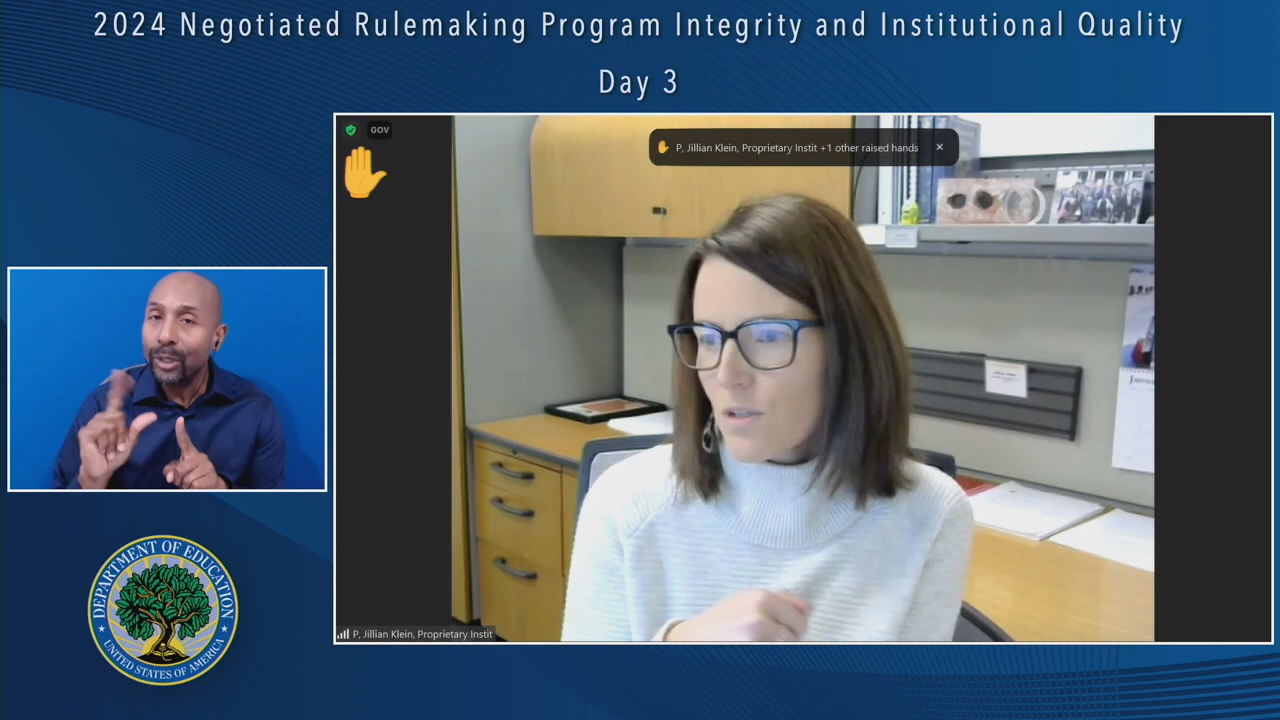 2024 Negotiated Rulemaking Program Integrity and Institutional Quality
Day 3
GOV
P, Jillian Klein, Proprietary Instit +1 other raised hands
P, Jillian Klein, Proprietary Instit
DEPARTMENT OF EDUCATION
UNITED STATES OF AMERICA